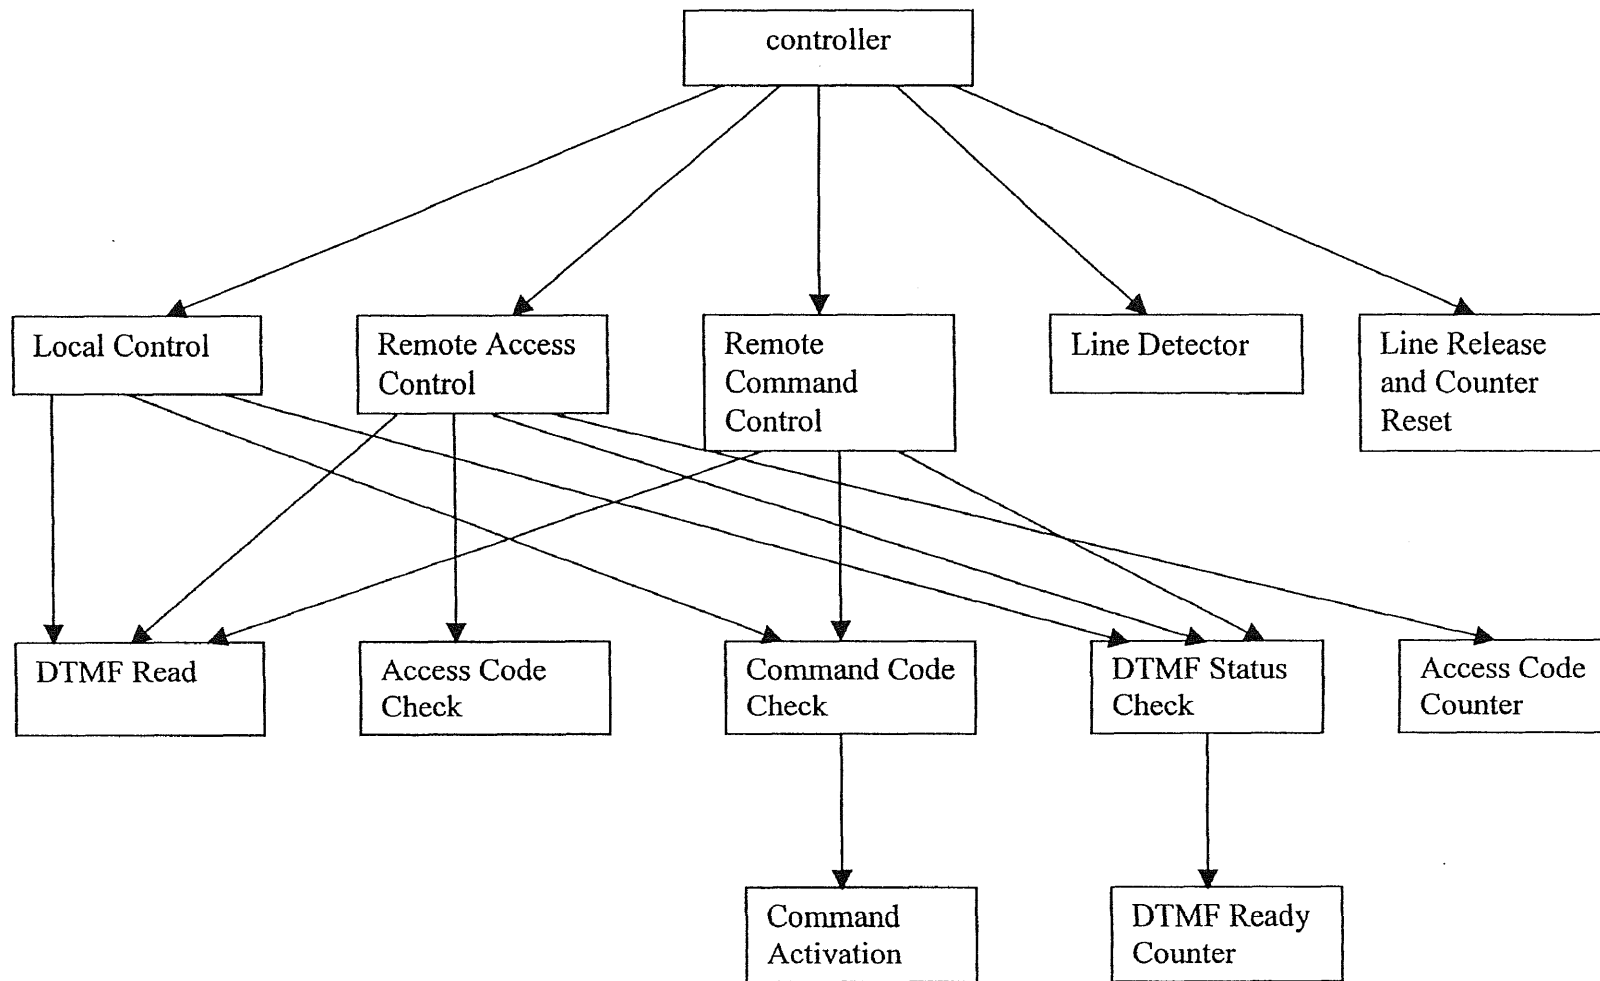 controller
Local Control
Remote Access
Control
Remote
Command
Control
Line Detector
Line Release
and Counter
Reset
DTMF Read
Access Code
Check
Command Code
Check
DTMF Status
Check
Access Code
Counter
Command
Activation
DTMF Ready
Counter